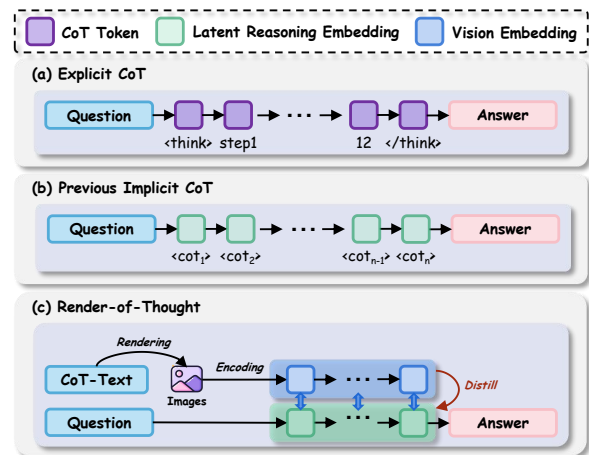 CoT Token Latent Reasoning Embedding Vision Embedding
(a) Explicit CoT
Question Answer
<think> step1 ... 12 </think>
(b) Previous Implicit CoT
Question Answer
<cot₁> <cot₂> ... <cotₙ₋₁> <cotₙ>
(c) Render-of-Thought
Rendering
CoT-Text Encoding ...
Images Distill
Question ... Answer